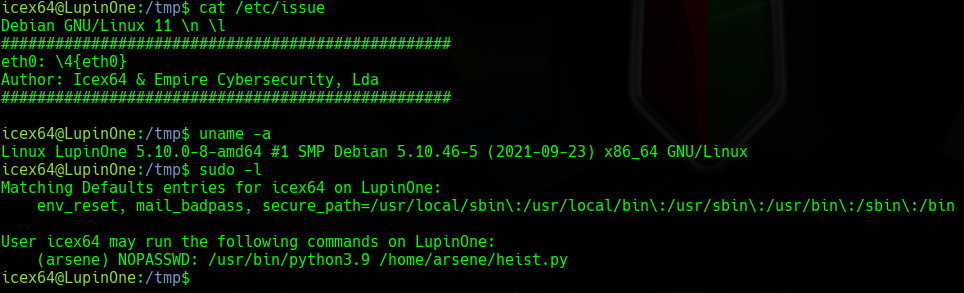 icex64@LupinOne:/tmp$ cat /etc/issue
Debian GNU/Linux 11 \n \l
##################################################
eth0: \4{eth0}
Author: Icex64 & Empire Cybersecurity, Lda
##################################################
icex64@LupinOne:/tmp$ uname -a
Linux LupinOne 5.10.0-8-amd64 #1 SMP Debian 5.10.46-5 (2021-09-23) x86_64 GNU/Linux
icex64@LupinOne:/tmp$ sudo -l
Matching Defaults entries for icex64 on LupinOne:
    env_reset, mail_badpass, secure_path=/usr/local/sbin\:/usr/local/bin\:/usr/sbin\:/usr/bin\:/sbin\:/bin
User icex64 may run the following commands on LupinOne:
    (arsene) NOPASSWD: /usr/bin/python3.9 /home/arsene/heist.py
icex64@LupinOne:/tmp$